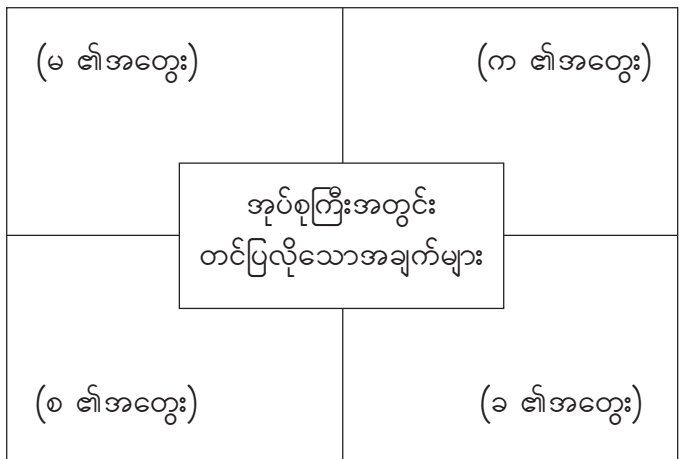 (မ ၏အတွေး)
(က ၏အတွေး)
အုပ်စုကြီးအတွင်း
တင်ပြလိုသောအချက်များ
(စ ၏အတွေး)
(ခ ၏အတွေး)